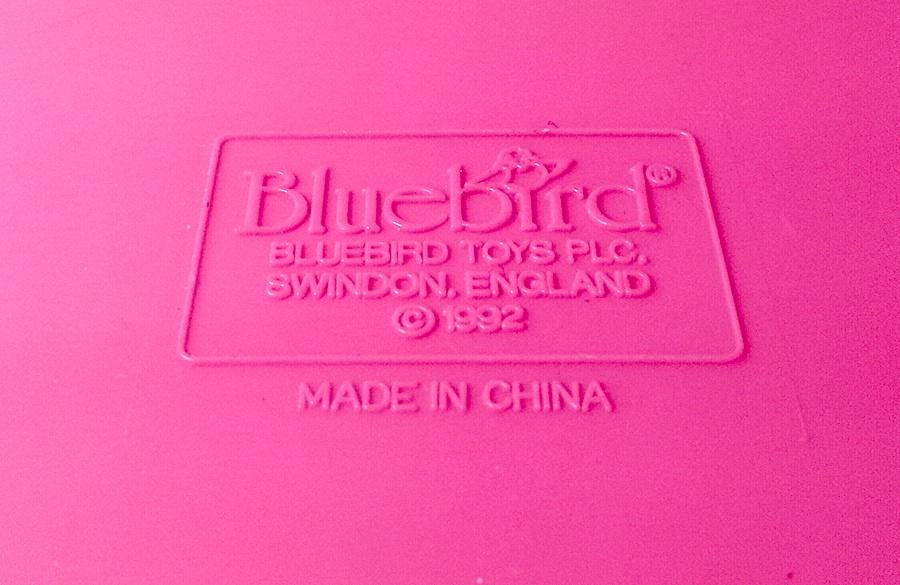 Bluebird®
BLUEBIRD TOYS PLC,
SWINDON, ENGLAND
© 1992
MADE IN CHINA